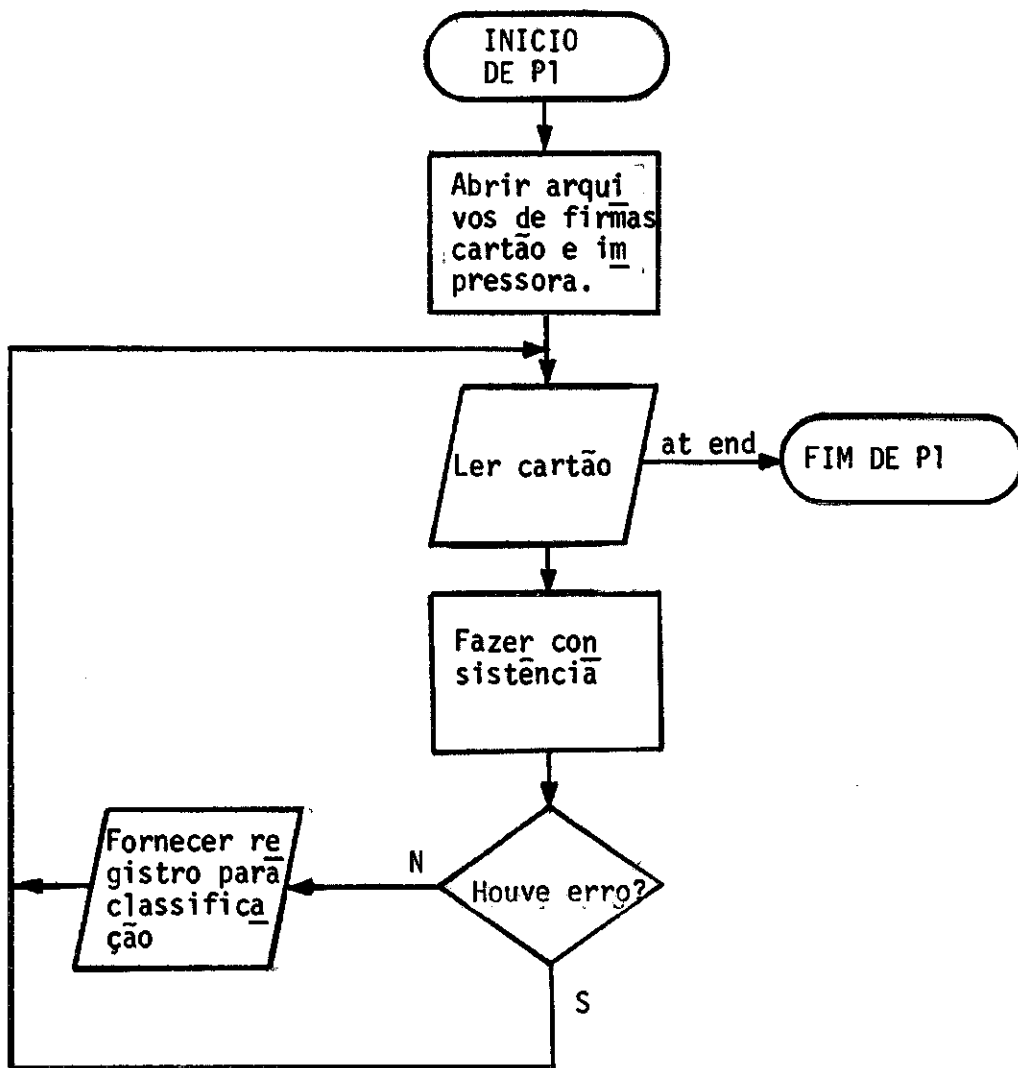 INICIO
DE P1
Abrir arqui
vos de firmas
cartão e im
pressora.
Ler cartão
at end
FIM DE P1
Fazer con
sistência
Houve erro?
N
Fornecer re
gistro para
classifica
ção
S